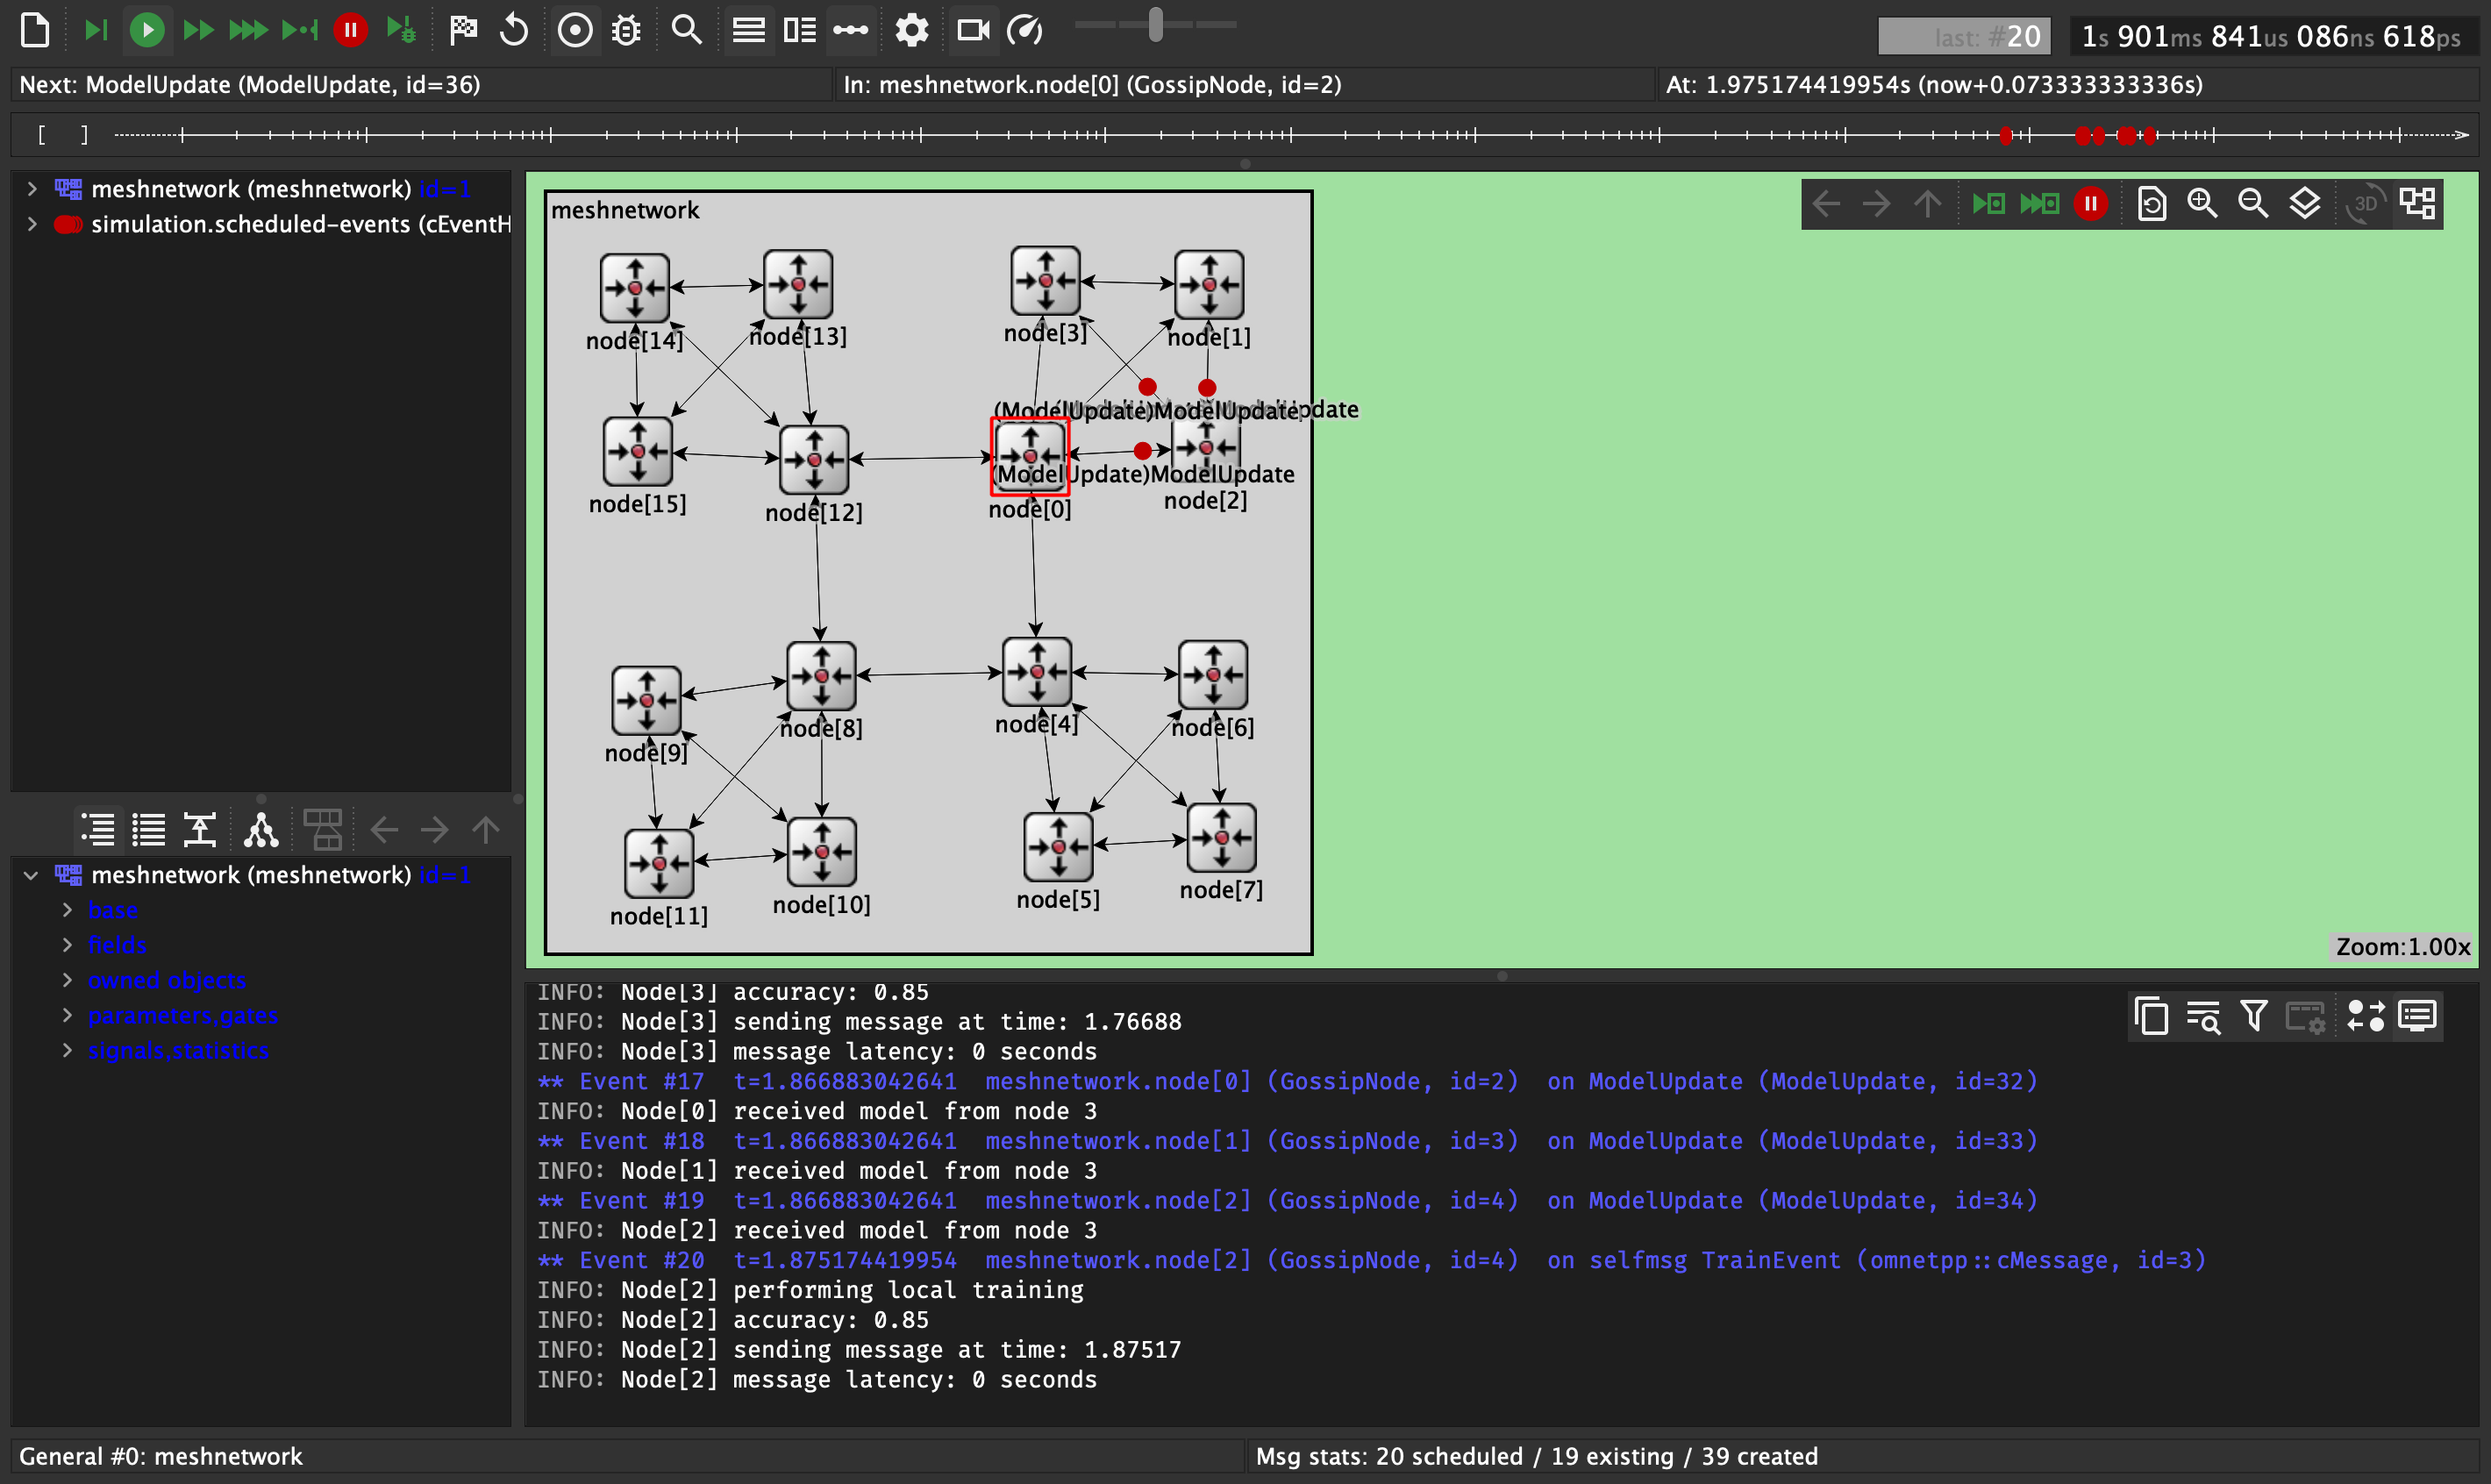 last: #20
1s 901ms 841us 086ns 618ps
Next: ModelUpdate (ModelUpdate, id=36)
In: meshnetwork.node[0] (GossipNode, id=2)
At: 1.975174419954s (now+0.073333333336s)
[ ]
meshnetwork (meshnetwork) id=1
simulation.scheduled-events (cEventH
meshnetwork
3D
node[14]
node[13]
node[3]
node[1]
(ModelUpdate)ModelUpdate
(ModelUpdate)ModelUpdate
node[15]
node[12]
node[0]
node[2]
node[9]
node[8]
node[4]
node[6]
node[11]
node[10]
node[5]
node[7]
Zoom:1.00x
meshnetwork (meshnetwork) id=1
base
fields
owned objects
parameters,gates
signals,statistics
INFO: Node[3] accuracy: 0.85
INFO: Node[3] sending message at time: 1.76688
INFO: Node[3] message latency: 0 seconds
** Event #17 t=1.866883042641 meshnetwork.node[0] (GossipNode, id=2) on ModelUpdate (ModelUpdate, id=32)
INFO: Node[0] received model from node 3
** Event #18 t=1.866883042641 meshnetwork.node[1] (GossipNode, id=3) on ModelUpdate (ModelUpdate, id=33)
INFO: Node[1] received model from node 3
** Event #19 t=1.866883042641 meshnetwork.node[2] (GossipNode, id=4) on ModelUpdate (ModelUpdate, id=34)
INFO: Node[2] received model from node 3
** Event #20 t=1.875174419954 meshnetwork.node[2] (GossipNode, id=4) on selfmsg TrainEvent (omnetpp::cMessage, id=3)
INFO: Node[2] performing local training
INFO: Node[2] accuracy: 0.85
INFO: Node[2] sending message at time: 1.87517
INFO: Node[2] message latency: 0 seconds
General #0: meshnetwork
Msg stats: 20 scheduled / 19 existing / 39 created